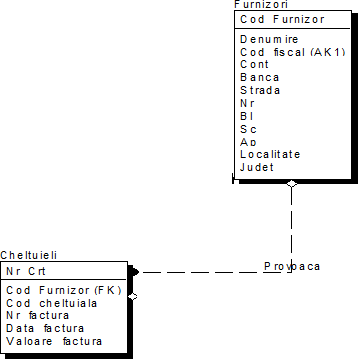 Furnizori
Cod Furnizor
Denumire
Cod fiscal (AK1)
Cont
Banca
Strada
Nr
Bl
Sc
Ap
Localitate
Judet
Provoaca
Cheltuieli
Nr Crt
Cod Furnizor (FK)
Cod cheltuiala
Nr factura
Data factura
Valoare factura